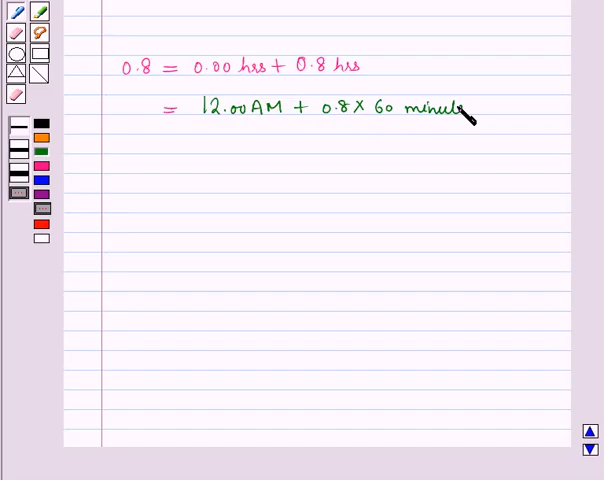 0.8 = 0.00 hrs + 0.8 hrs
= 12.00 AM + 0.8 × 60 minute